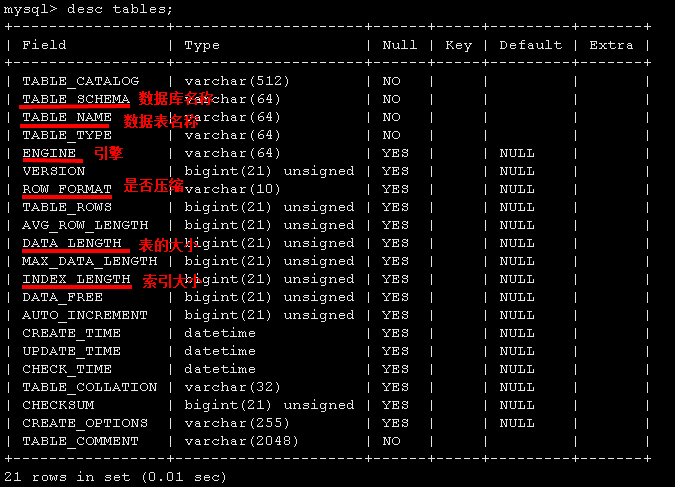 mysql> desc tables;
+-----------------+---------------------+------+-----+---------+-------+
| Field | Type | Null | Key | Default | Extra |
+-----------------+---------------------+------+-----+---------+-------+
| TABLE_CATALOG | varchar(512) | NO | | | |
| TABLE_SCHEMA 数据库名称 | varchar(64) | NO | | | |
| TABLE_NAME 数据表名称 | varchar(64) | NO | | | |
| TABLE_TYPE | varchar(64) | NO | | | |
| ENGINE 引擎 | varchar(64) | YES | | NULL | |
| VERSION | bigint(21) unsigned | YES | | NULL | |
| ROW_FORMAT 是否压缩 | varchar(10) | YES | | NULL | |
| TABLE_ROWS | bigint(21) unsigned | YES | | NULL | |
| AVG_ROW_LENGTH | bigint(21) unsigned | YES | | NULL | |
| DATA_LENGTH 表的大小 | bigint(21) unsigned | YES | | NULL | |
| MAX_DATA_LENGTH | bigint(21) unsigned | YES | | NULL | |
| INDEX_LENGTH 索引大小 | bigint(21) unsigned | YES | | NULL | |
| DATA_FREE | bigint(21) unsigned | YES | | NULL | |
| AUTO_INCREMENT | bigint(21) unsigned | YES | | NULL | |
| CREATE_TIME | datetime | YES | | NULL | |
| UPDATE_TIME | datetime | YES | | NULL | |
| CHECK_TIME | datetime | YES | | NULL | |
| TABLE_COLLATION | varchar(32) | YES | | NULL | |
| CHECKSUM | bigint(21) unsigned | YES | | NULL | |
| CREATE_OPTIONS | varchar(255) | YES | | NULL | |
| TABLE_COMMENT | varchar(2048) | NO | | | |
+-----------------+---------------------+------+-----+---------+-------+
21 rows in set (0.01 sec)